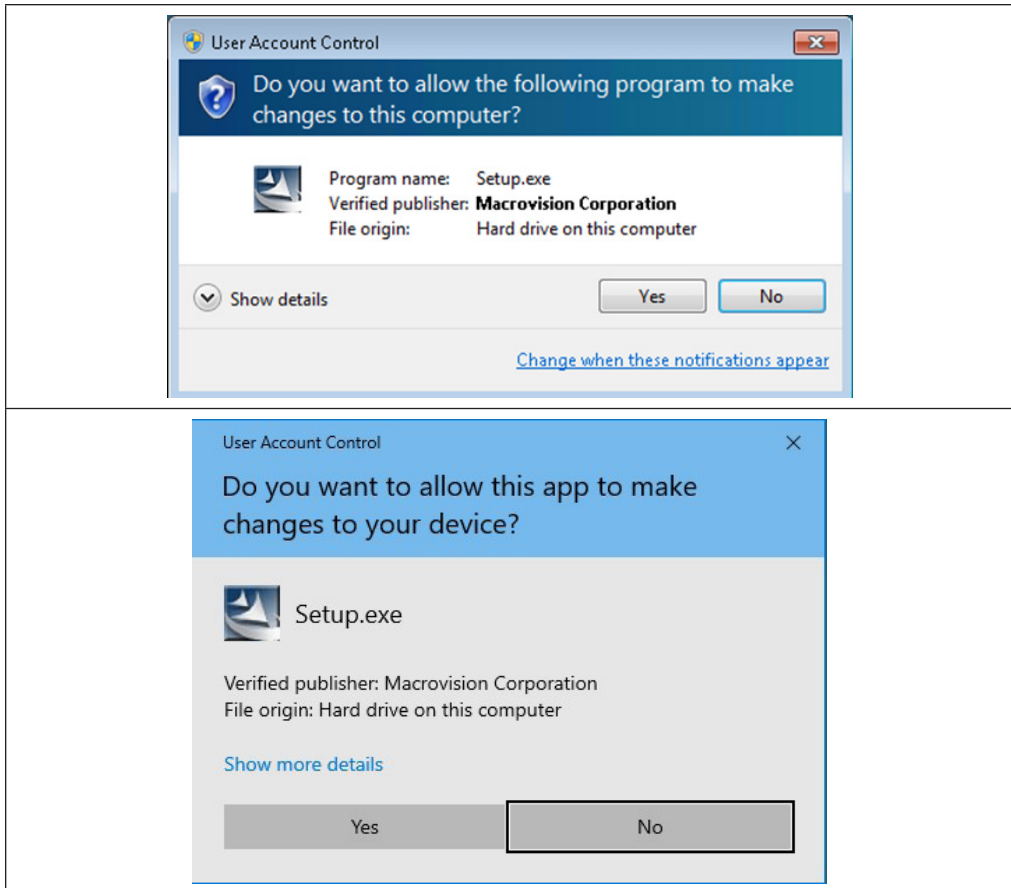 User Account Control
Do you want to allow the following program to make
changes to this computer?
Program name: Setup.exe
Verified publisher: Macrovision Corporation
File origin: Hard drive on this computer
Show details
Yes
No
Change when these notifications appear
User Account Control
Do you want to allow this app to make
changes to your device?
Setup.exe
Verified publisher: Macrovision Corporation
File origin: Hard drive on this computer
Show more details
Yes
No